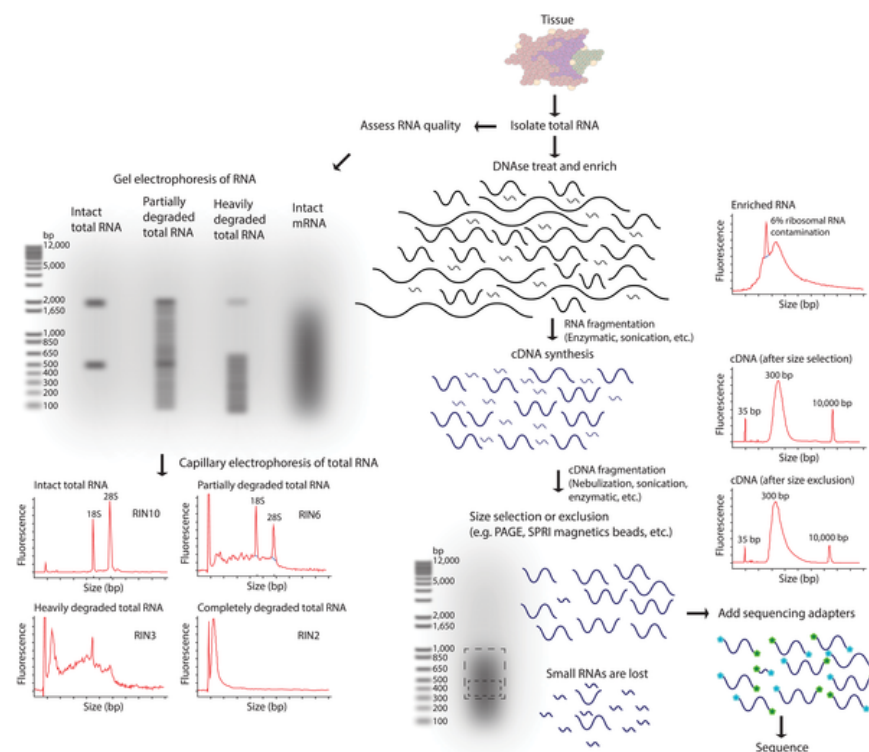 Tissue
Assess RNA quality
Isolate total RNA
DNAse treat and enrich
Gel electrophoresis of RNA
Intact
total RNA
Partially
degraded
total RNA
Heavily
degraded
total RNA
Intact
mRNA
bp
12,000
5,000
2,000
1,650
1,000
850
650
500
400
300
200
100
Enriched RNA
6% ribosomal RNA
contamination
Fluorescence
Size (bp)
RNA fragmentation
(Enzymatic, sonication, etc.)
cDNA synthesis
cDNA (after size selection)
300 bp
35 bp
10,000 bp
Fluorescence
Size (bp)
Capillary electrophoresis of total RNA
Intact total RNA
RIN10
18S
28S
Fluorescence
Size (bp)
Partially degraded total RNA
RIN6
18S
28S
Fluorescence
Size (bp)
Heavily degraded total RNA
RIN3
Fluorescence
Size (bp)
Completely degraded total RNA
RIN2
Fluorescence
Size (bp)
cDNA fragmentation
(Nebulization, sonication,
enzymatic, etc.)
Size selection or exclusion
(e.g. PAGE, SPRI magnetics beads, etc.)
bp
12,000
5,000
2,000
1,650
1,000
850
650
500
400
300
200
100
cDNA (after size exclusion)
300 bp
35 bp
10,000 bp
Fluorescence
Size (bp)
Small RNAs are lost
Add sequencing adapters
Sequence